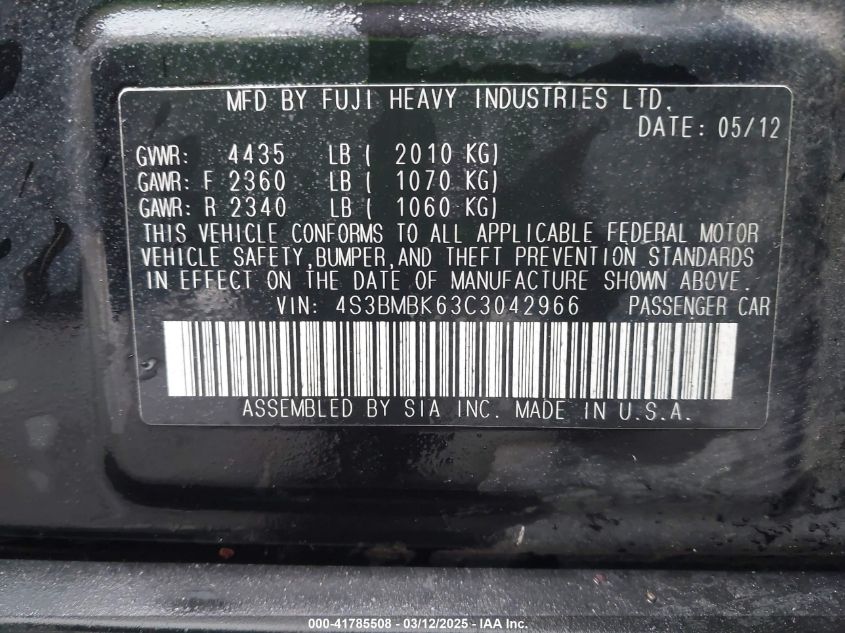 MFD BY FUJI HEAVY INDUSTRIES LTD.
DATE: 05/12
GVWR: 4435 LB ( 2010 KG)
GAWR: F 2360 LB ( 1070 KG)
GAWR: R 2340 LB ( 1060 KG)
THIS VEHICLE CONFORMS TO ALL APPLICABLE FEDERAL MOTOR
VEHICLE SAFETY, BUMPER, AND THEFT PREVENTION STANDARDS
IN EFFECT ON THE DATE OF MANUFACTURE SHOWN ABOVE.
VIN: 4S3BMBK63C3042966 PASSENGER CAR
ASSEMBLED BY SIA INC. MADE IN U.S.A.
000-41785508 - 03/12/2025 - IAA Inc.